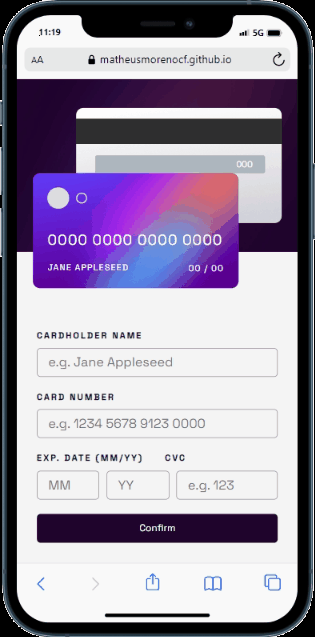 11:19
5G
AA
matheusmorenocf.github.io
000
0000 0000 0000 0000
JANE APPLESEED
00 / 00
CARDHOLDER NAME
e.g. Jane Appleseed
CARD NUMBER
e.g. 1234 5678 9123 0000
EXP. DATE (MM/YY) CVC
MM YY e.g. 123
Confirm